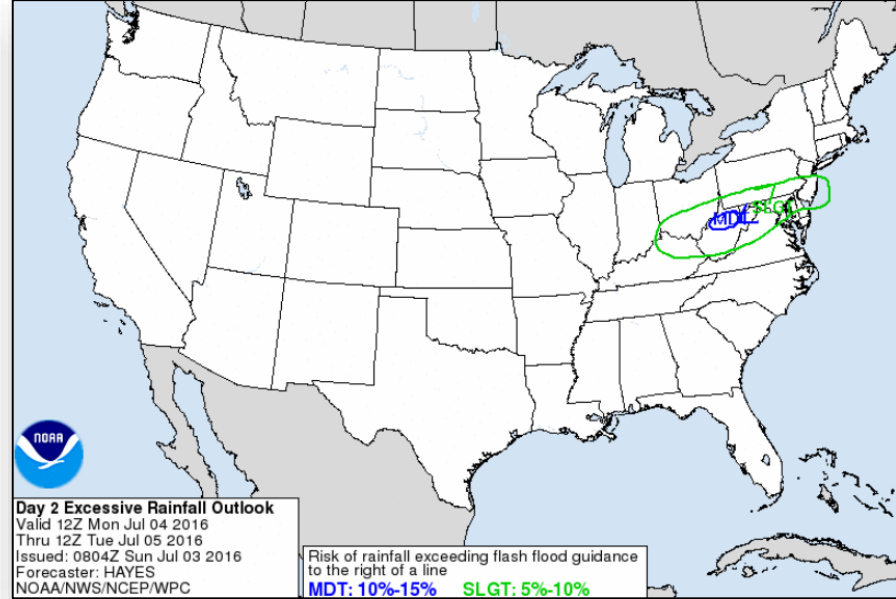 SLGT
MDT
NOAA
Day 2 Excessive Rainfall Outlook
Valid 12Z Mon Jul 04 2016
Thru 12Z Tue Jul 05 2016
Issued: 0804Z Sun Jul 03 2016
Forecaster: HAYES
NOAA/NWS/NCEP/WPC
Risk of rainfall exceeding flash flood guidance
to the right of a line
MDT: 10%-15% SLGT: 5%-10%